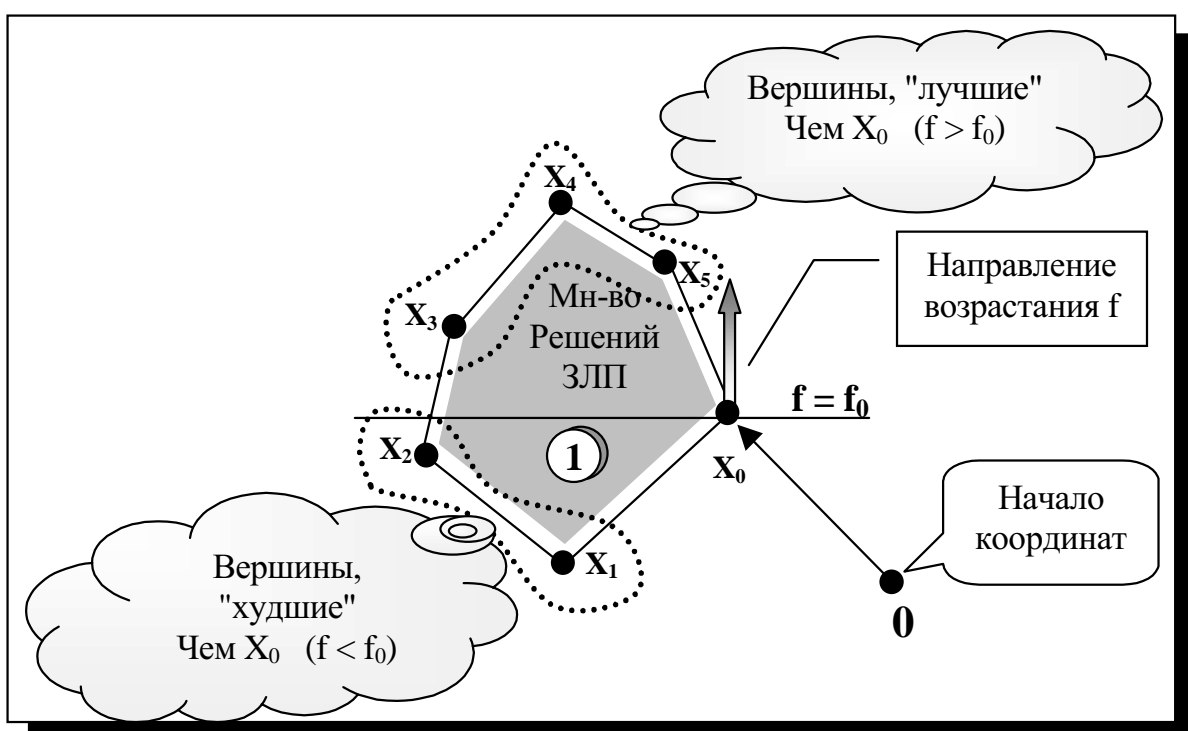 Вершины, "лучшие"
Чем X₀ (f > f₀)
X₄
X₅
Направление
возрастания f
Мн-во
Решений
ЗЛП
X₃
f = f₀
X₂
1
X₀
Начало
координат
X₁
Вершины,
"худшие"
Чем X₀ (f < f₀)
0